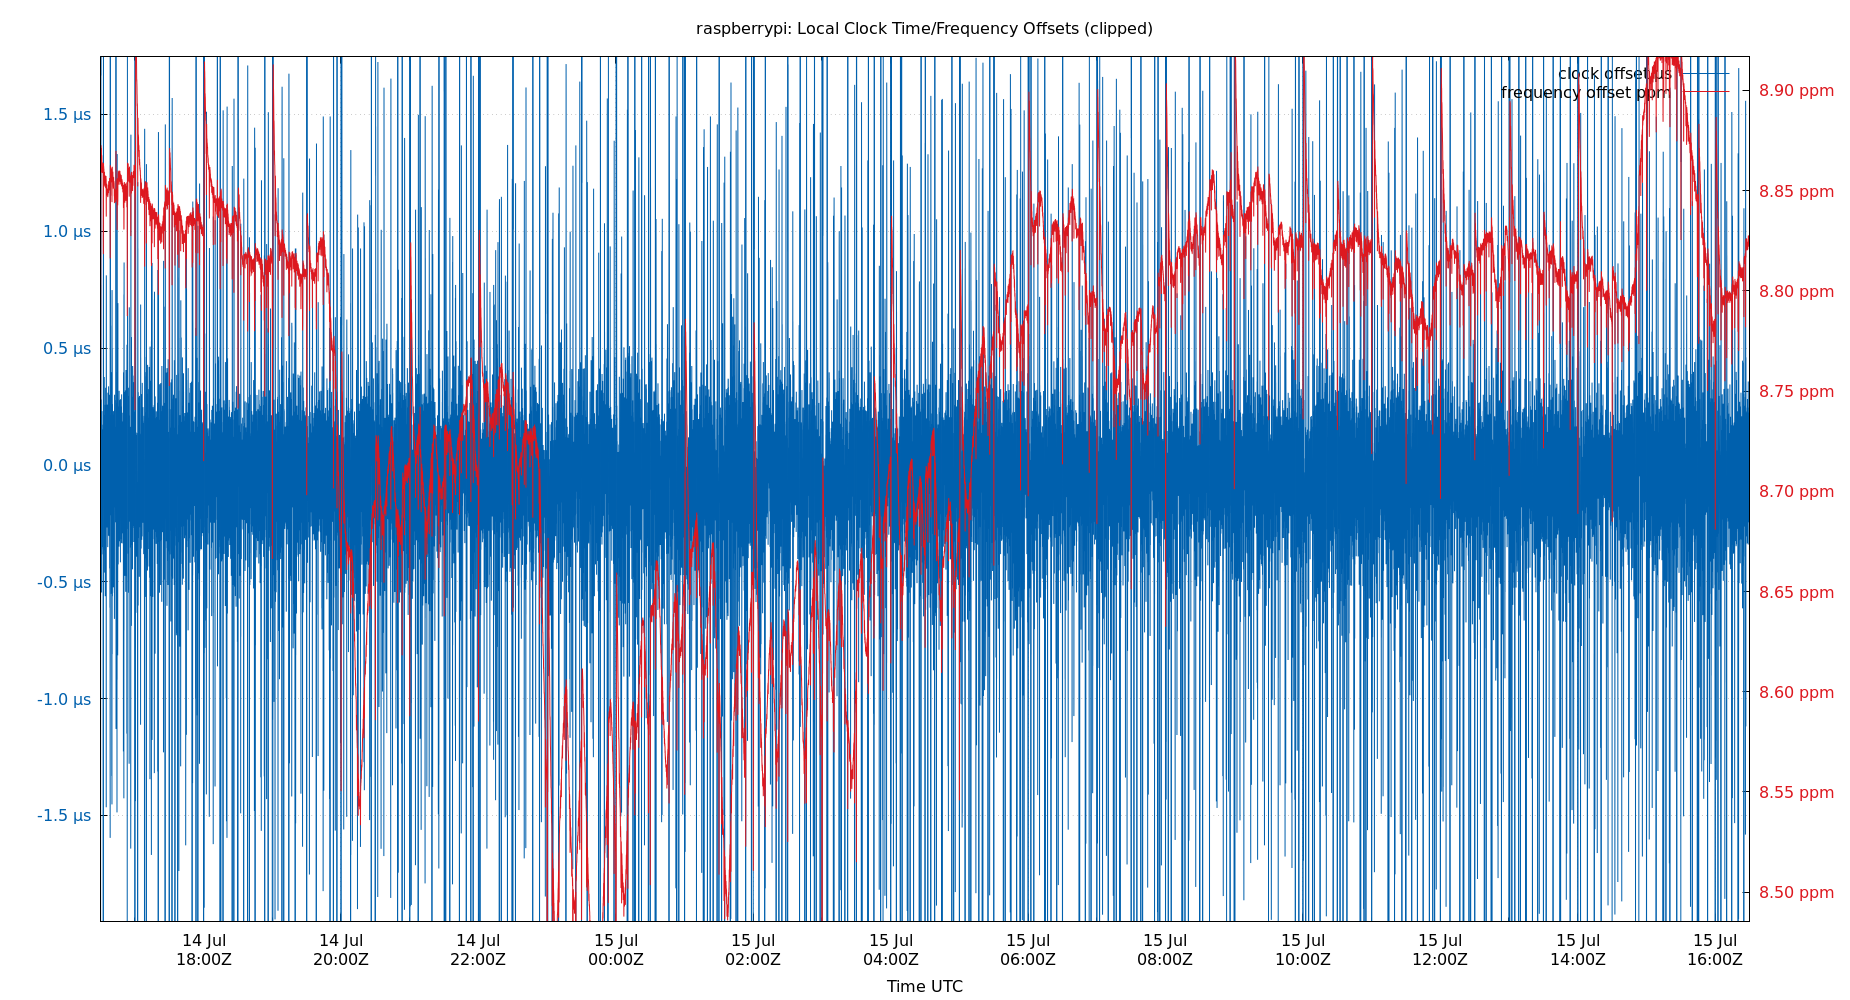 raspberrypi: Local Clock Time/Frequency Offsets (clipped)
clock offset µs
frequency offset ppm
1.5 µs
1.0 µs
0.5 µs
0.0 µs
-0.5 µs
-1.0 µs
-1.5 µs
8.90 ppm
8.85 ppm
8.80 ppm
8.75 ppm
8.70 ppm
8.65 ppm
8.60 ppm
8.55 ppm
8.50 ppm
14 Jul 14 Jul 14 Jul 15 Jul 15 Jul 15 Jul 15 Jul 15 Jul 15 Jul 15 Jul 15 Jul 15 Jul
18:00Z 20:00Z 22:00Z 00:00Z 02:00Z 04:00Z 06:00Z 08:00Z 10:00Z 12:00Z 14:00Z 16:00Z
Time UTC